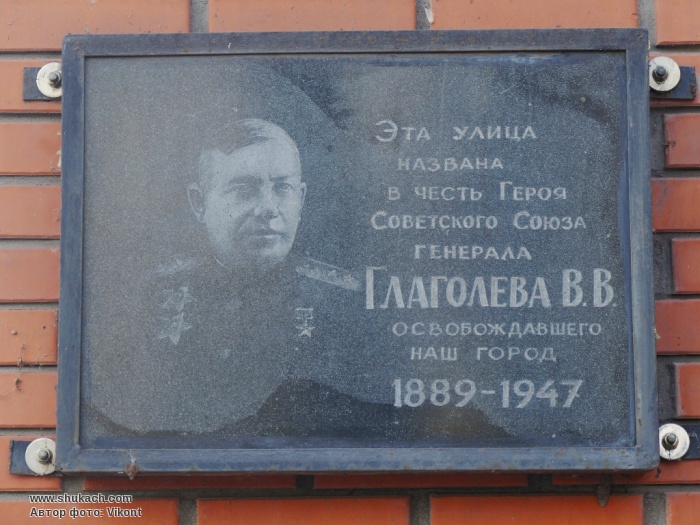 Эта улица
названа
в честь Героя
Советского Союза
генерала
Глаголева В.В.
освобождавшего
наш город
1889-1947
www.shukach.com
Автор фото: Vikont